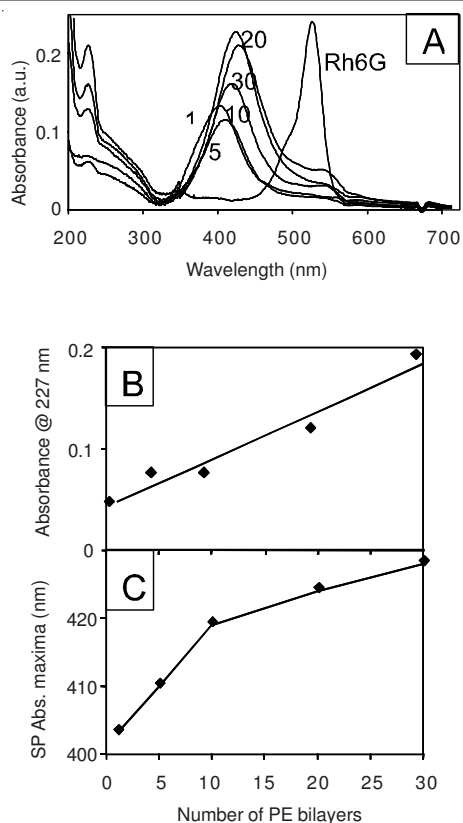 A
0.2
20
Rh6G
30
1
10
0.1
5
0
200 300 400 500 600 700
Absorbance (a.u.)
Wavelength (nm)
0.2
B
0.1
0
Absorbance @ 227 nm
C
420
410
400
SP Abs. maxima (nm)
0 5 10 15 20 25 30
Number of PE bilayers